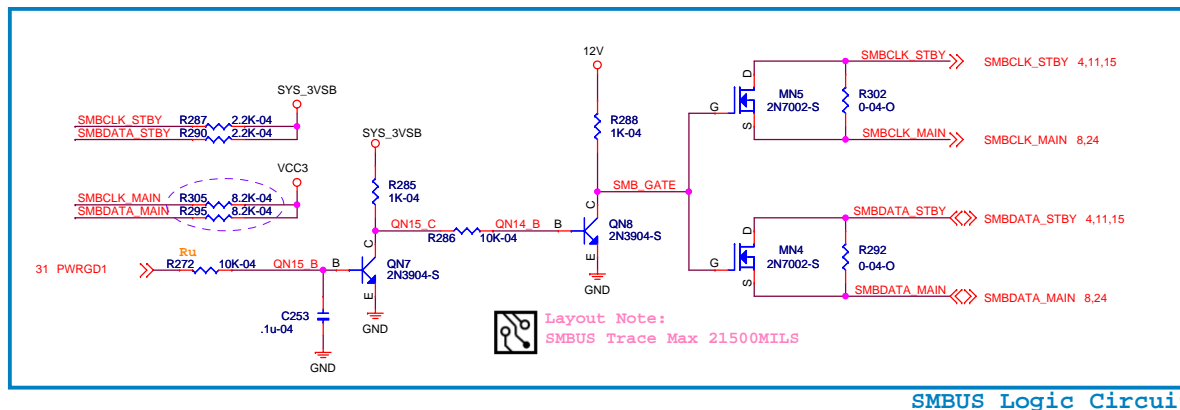 12V
SMBCLK_STBY
SMBCLK_STBY 4,11,15
D
MN5
2N7002-S
R302
0-04-O
G
S
SMBCLK_MAIN
SMBCLK_MAIN 8,24
SYS_3VSB
SMBCLK_STBY R287 2.2K-04
SMBDATA_STBY R290 2.2K-04
SYS_3VSB
R288
1K-04
VCC3
SMBCLK_MAIN R305 8.2K-04
SMBDATA_MAIN R295 8.2K-04
R285
1K-04
SMB_GATE
C
QN15_C
R286 10K-04
QN14_B
B
QN8
2N3904-S
E
GND
SMBDATA_STBY
SMBDATA_STBY 4,11,15
D
MN4
2N7002-S
R292
0-04-O
G
S
SMBDATA_MAIN
SMBDATA_MAIN 8,24
Ru
31 PWRGD1
R272 10K-04
QN15_B
B
C
QN7
2N3904-S
E
GND
C253
.1u-04
GND
Layout Note:
SMBUS Trace Max 21500MILS
SMBUS Logic Circui